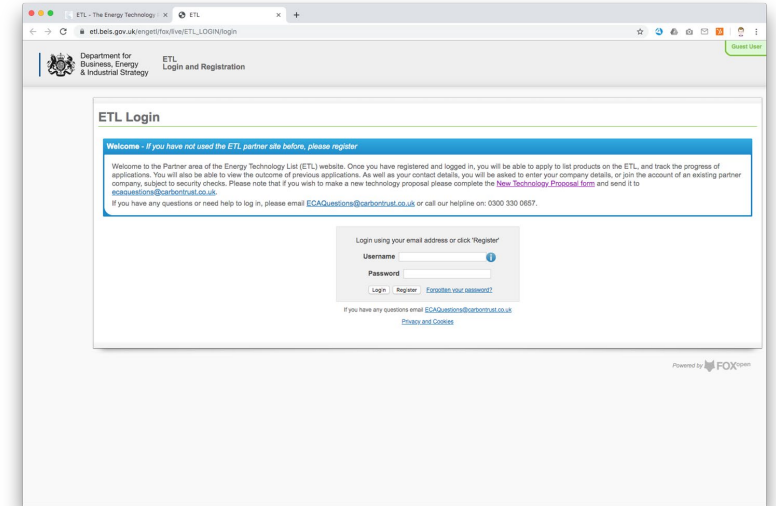 ETL - The Energy Technology
ETL
etl.beis.gov.uk/engetl/fox/live/ETL_LOGIN/login
Guest User
Department for
Business, Energy
& Industrial Strategy
ETL
Login and Registration
ETL Login
Welcome - If you have not used the ETL partner site before, please register
Welcome to the Partner area of the Energy Technology List (ETL) website. Once you have registered and logged in, you will be able to apply to list products on the ETL, and track the progress of
applications. You will also be able to view the outcome of previous applications. As well as your contact details, you will be asked to enter your company details, or join the account of an existing partner
company, subject to security checks. Please note that if you wish to make a new technology proposal please complete the New Technology Proposal form and send it to
ecaquestions@carbontrust.co.uk.
If you have any questions or need help to log in, please email ECAQuestions@carbontrust.co.uk or call our helpline on: 0300 330 0657.
Login using your email address or click 'Register'
Username
Password
Login Register Forgotten your password?
If you have any questions email ECAQuestions@carbontrust.co.uk
Privacy and Cookies
Powered by FOXopen